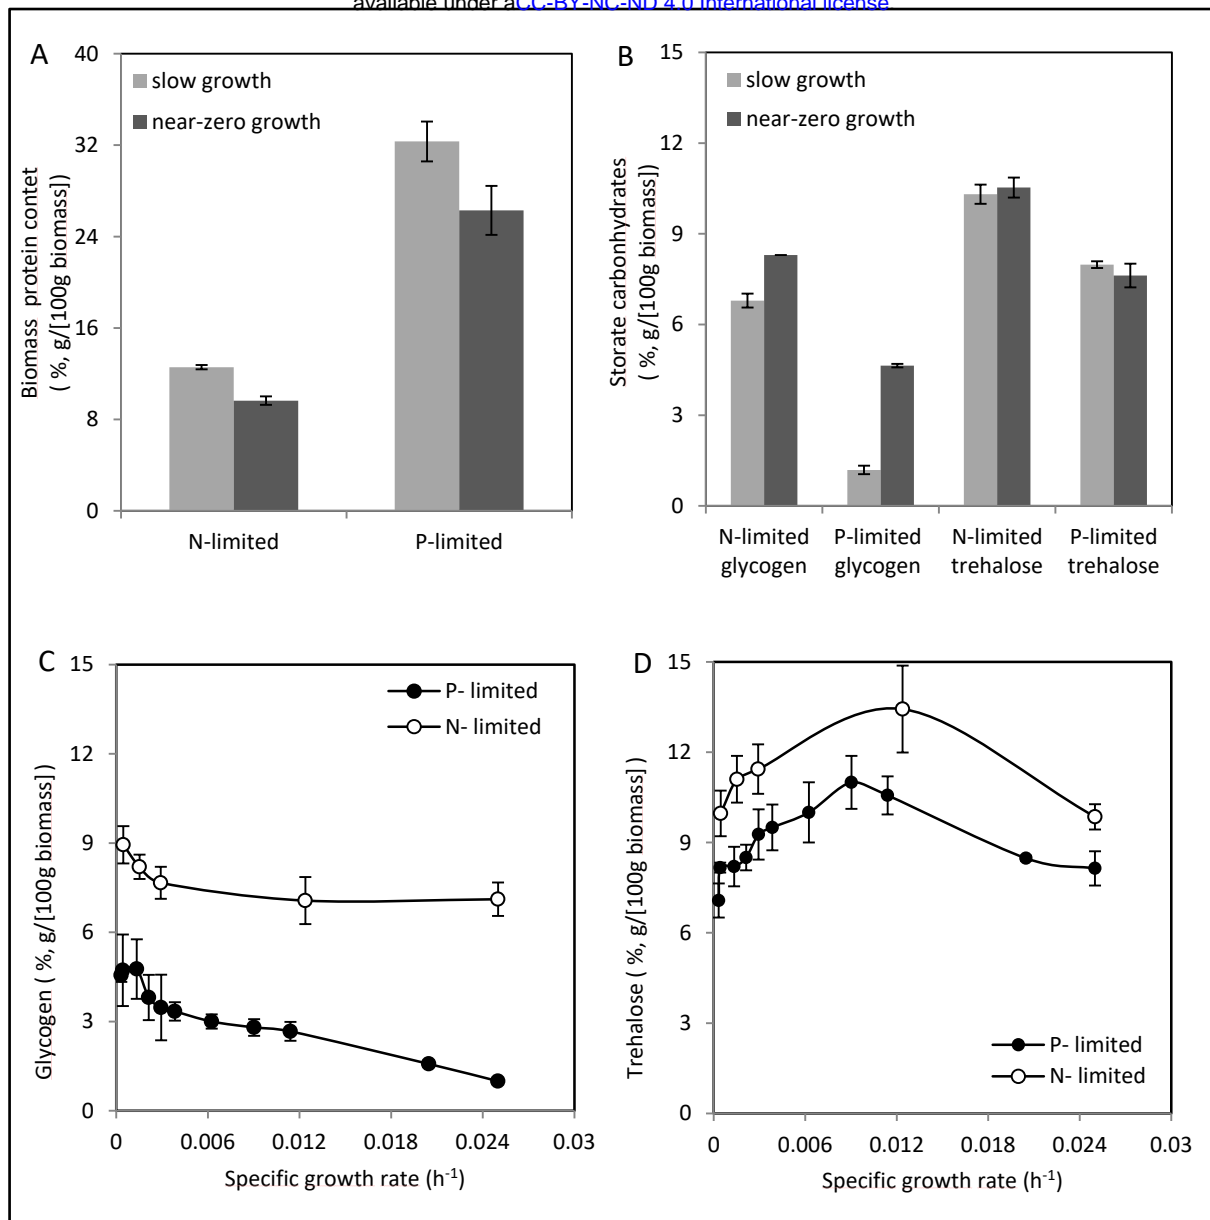 available under aCC-BY-NC-ND 4.0 International license
A
40
32
24
16
8
0
slow growth
near-zero growth
Biomass protein contet
( %, g/[100g biomass])
N-limited
P-limited
B
15
12
9
6
3
0
slow growth
near-zero growth
Storate carbonhydrates
( %, g/[100g biomass])
N-limited
glycogen
P-limited
glycogen
N-limited
trehalose
P-limited
trehalose
C
15
12
9
6
3
0
P- limited
N- limited
Glycogen ( %, g/[100g biomass])
0
0.006
0.012
0.018
0.024
0.03
Specific growth rate (h⁻¹)
D
15
12
9
6
3
0
P- limited
N- limited
Trehalose ( %, g/[100g biomass])
0
0.006
0.012
0.018
0.024
0.03
Specific growth rate (h⁻¹)